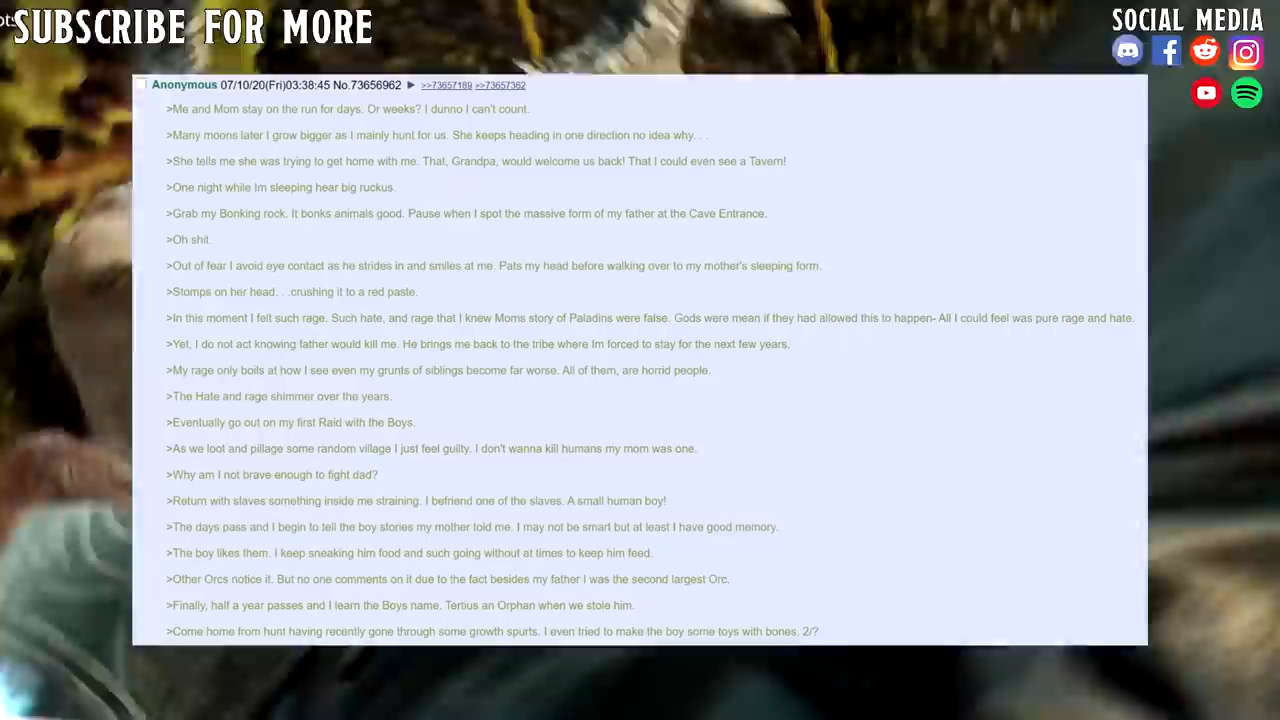 ots
SUBSCRIBE FOR MORE
SOCIAL MEDIA
Anonymous 07/10/20(Fri)03:38:45 No.73656962 ▶ >>73657189 >>73657362
>Me and Mom stay on the run for days. Or weeks? I dunno I can't count.
>Many moons later I grow bigger as I mainly hunt for us. She keeps heading in one direction no idea why. . .
>She tells me she was trying to get home with me. That, Grandpa, would welcome us back! That I could even see a Tavern!
>One night while Im sleeping hear big ruckus.
>Grab my Bonking rock. It bonks animals good. Pause when I spot the massive form of my father at the Cave Entrance.
>Oh shit.
>Out of fear I avoid eye contact as he strides in and smiles at me. Pats my head before walking over to my mother's sleeping form.
>Stomps on her head. . .crushing it to a red paste.
>In this moment I felt such rage. Such hate, and rage that I knew Moms story of Paladins were false. Gods were mean if they had allowed this to happen- All I could feel was pure rage and hate.
>Yet, I do not act knowing father would kill me. He brings me back to the tribe where Im forced to stay for the next few years.
>My rage only boils at how I see even my grunts of siblings become far worse. All of them, are horrid people.
>The Hate and rage shimmer over the years.
>Eventually go out on my first Raid with the Boys.
>As we loot and pillage some random village I just feel guilty. I don't wanna kill humans my mom was one.
>Why am I not brave enough to fight dad?
>Return with slaves something inside me straining. I befriend one of the slaves. A small human boy!
>The days pass and I begin to tell the boy stories my mother told me. I may not be smart but at least I have good memory.
>The boy likes them. I keep sneaking him food and such going without at times to keep him feed.
>Other Orcs notice it. But no one comments on it due to the fact besides my father I was the second largest Orc.
>Finally, half a year passes and I learn the Boys name. Tertius an Orphan when we stole him.
>Come home from hunt having recently gone through some growth spurts. I even tried to make the boy some toys with bones. 2/?